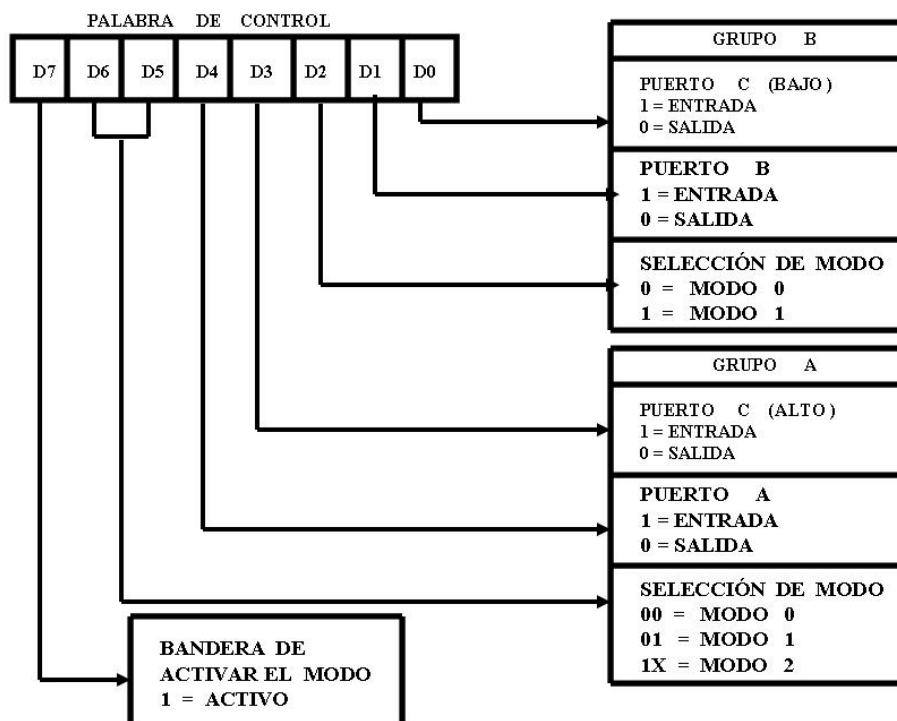 PALABRA DE CONTROL
D7 D6 D5 D4 D3 D2 D1 D0
GRUPO B
PUERTO C (BAJO)
1 = ENTRADA
0 = SALIDA
PUERTO B
1 = ENTRADA
0 = SALIDA
SELECCIÓN DE MODO
0 = MODO 0
1 = MODO 1
GRUPO A
PUERTO C (ALTO)
1 = ENTRADA
0 = SALIDA
PUERTO A
1 = ENTRADA
0 = SALIDA
SELECCIÓN DE MODO
00 = MODO 0
01 = MODO 1
1X = MODO 2
BANDERA DE
ACTIVAR EL MODO
1 = ACTIVO